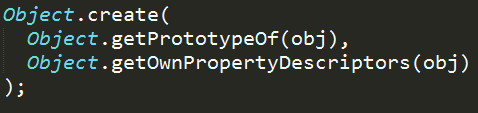 Object.create(
  Object.getPrototypeOf(obj),
  Object.getOwnPropertyDescriptors(obj)
);